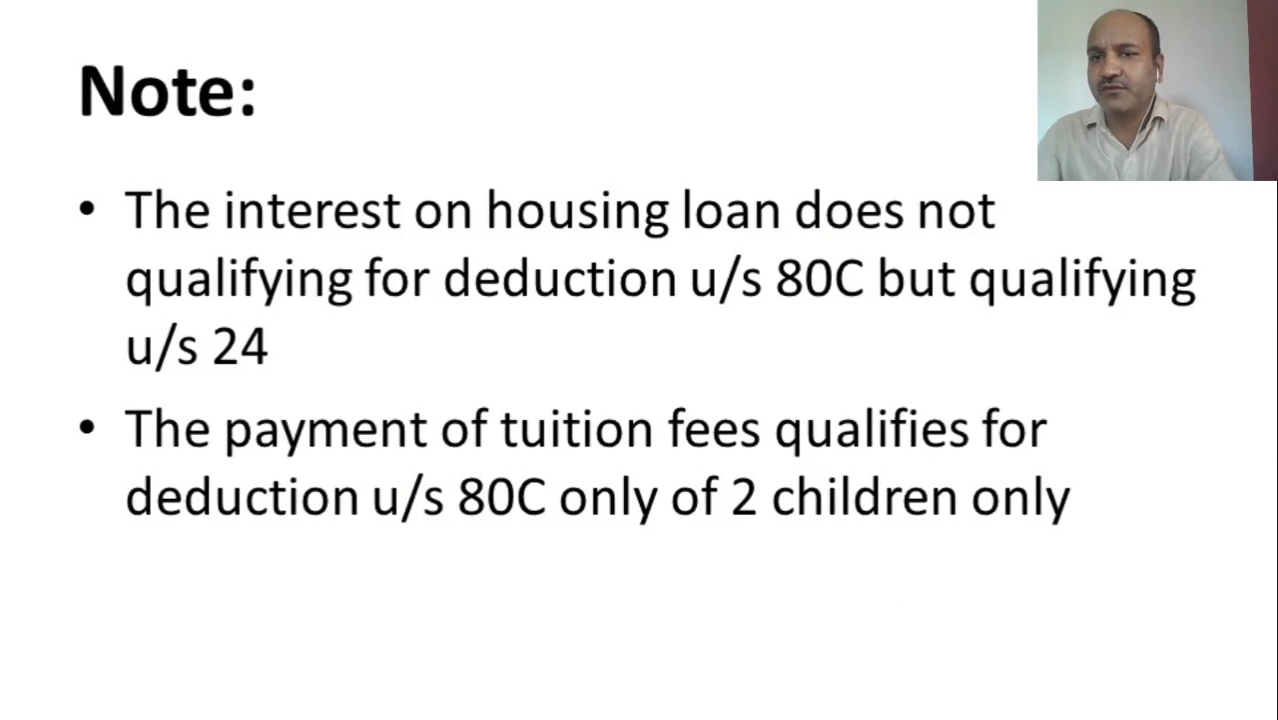 Note:
• The interest on housing loan does not
qualifying for deduction u/s 80C but qualifying
u/s 24
• The payment of tuition fees qualifies for
deduction u/s 80C only of 2 children only